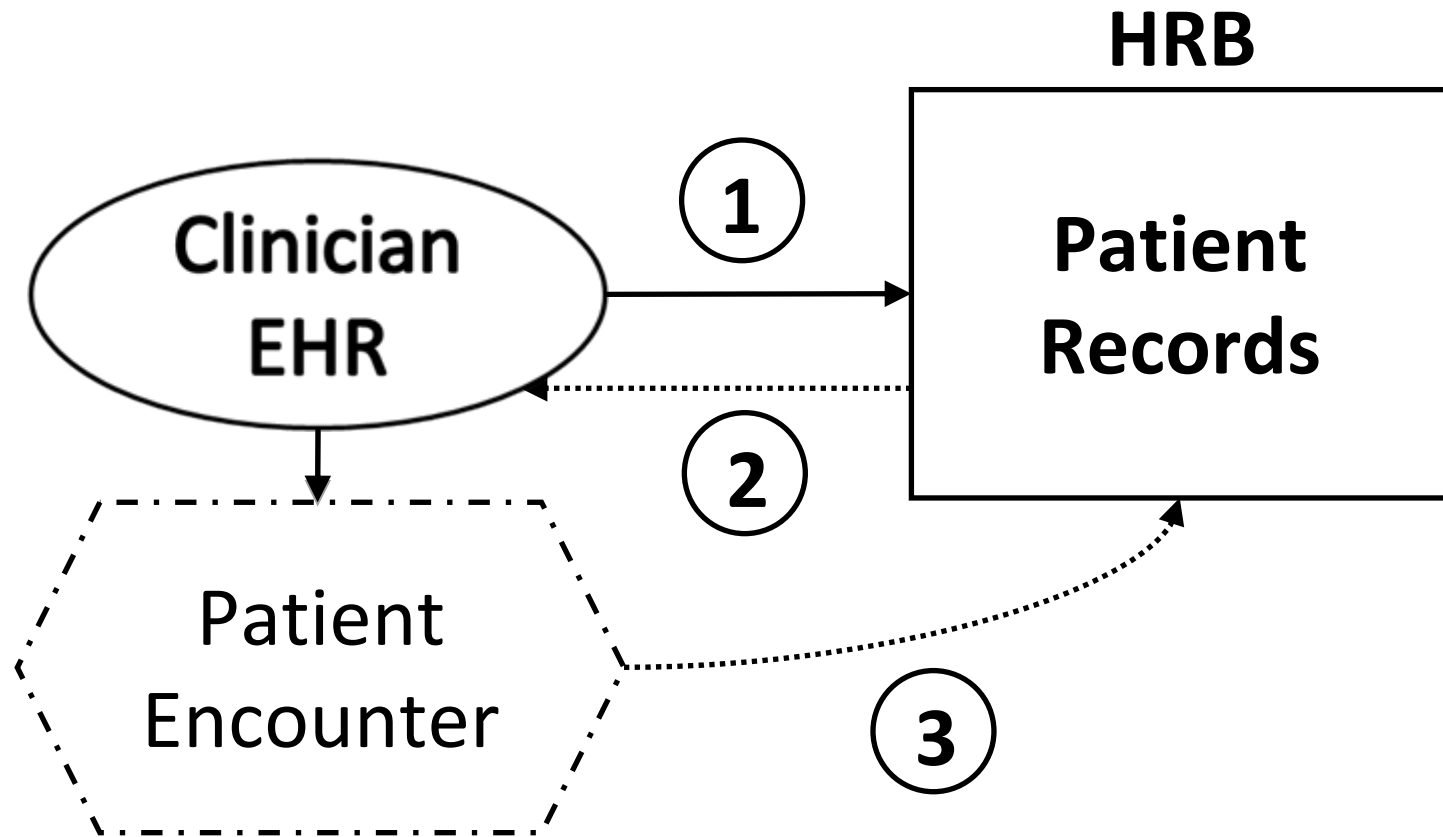 HRB
Clinician
EHR
1
Patient
Records
2
Patient
Encounter
3